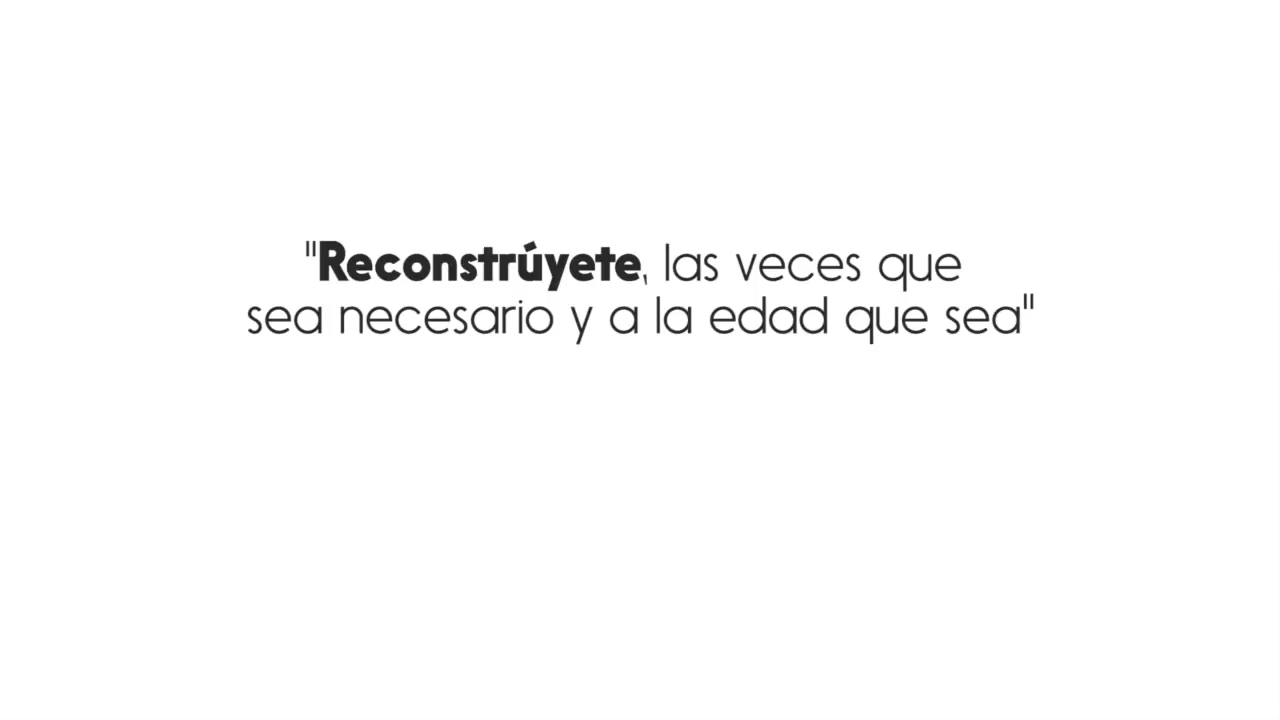 "Reconstrúyete, las veces que
sea necesario y a la edad que sea"